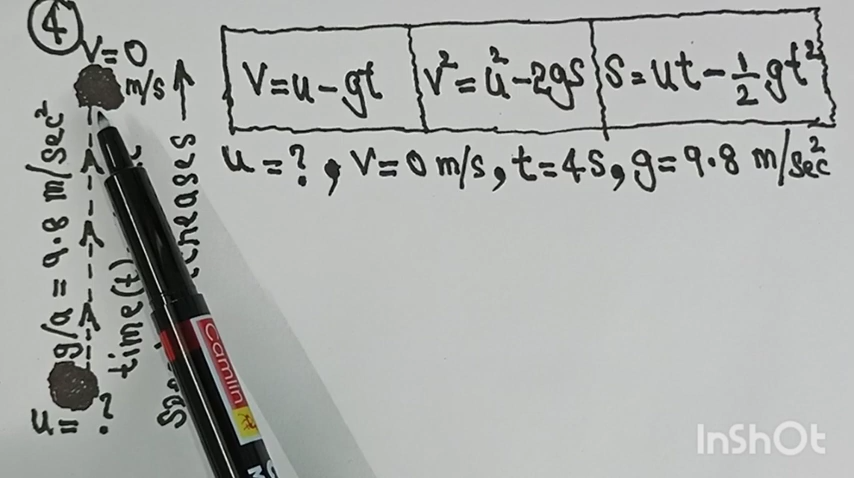 ④
V=0
m/s
V=u-gt
V²=u²-2gs
S=ut-½gt²
u=?, V=0 m/s, t=4s, g=9.8 m/sec²
g/a = 9.8 m/sec²
time(t)
u=?
Camlin
InShOt